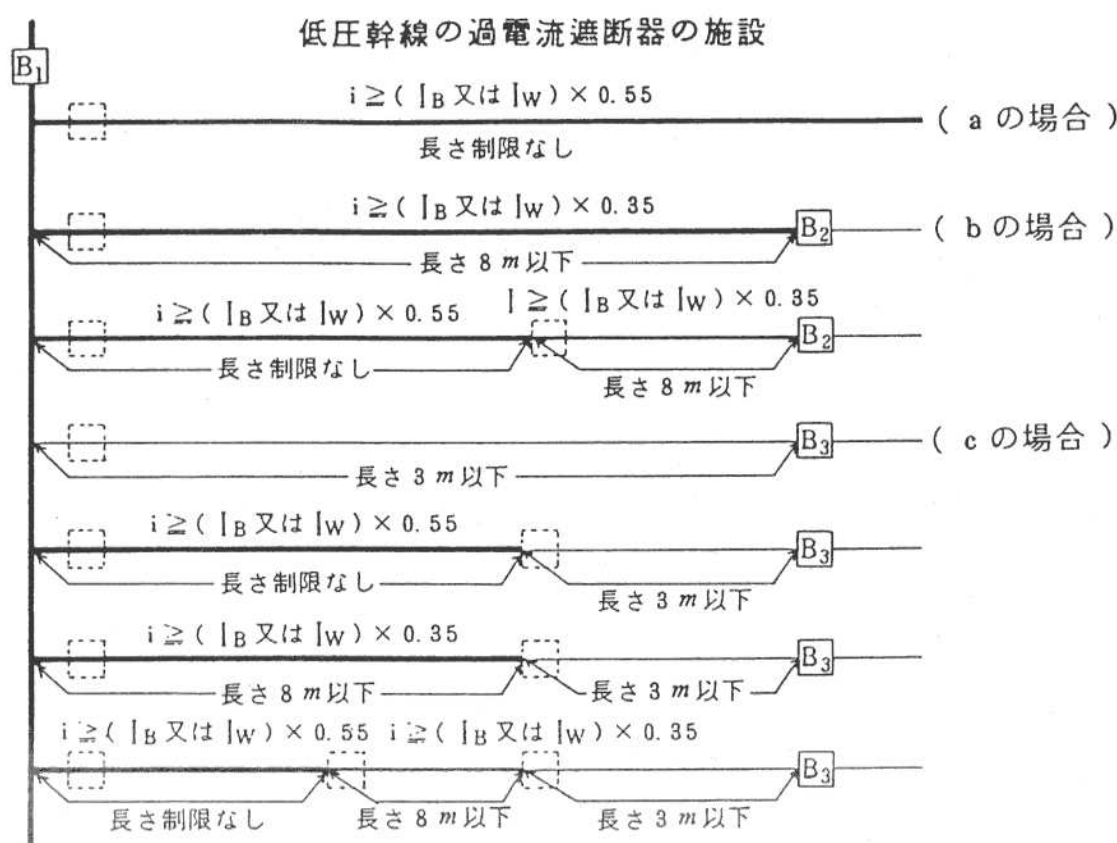 低圧幹線の過電流遮断器の施設
B1
i ≧ ( IB 又は IW ) × 0.55
( a の場合 )
長さ制限なし
i ≧ ( IB 又は IW ) × 0.35
B2
( b の場合 )
長さ 8 m 以下
i ≧ ( IB 又は IW ) × 0.55
I ≧ ( IB 又は IW ) × 0.35
B2
長さ制限なし
長さ 8 m 以下
B3
( c の場合 )
長さ 3 m 以下
i ≧ ( IB 又は IW ) × 0.55
B3
長さ制限なし
長さ 3 m 以下
i ≧ ( IB 又は IW ) × 0.35
B3
長さ 8 m 以下
長さ 3 m 以下
i ≧ ( IB 又は IW ) × 0.55
i ≧ ( IB 又は IW ) × 0.35
B3
長さ制限なし
長さ 8 m 以下
長さ 3 m 以下